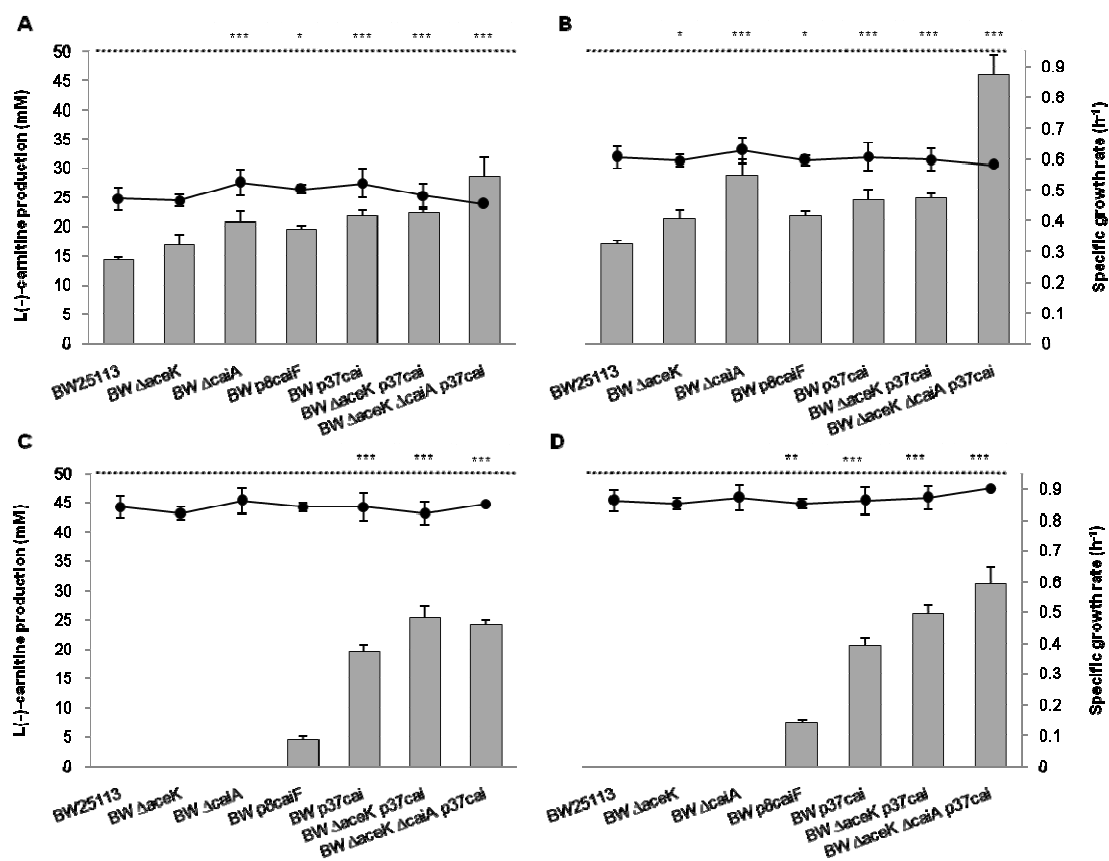 A
*** * *** *** ***
50
45
40
35
30
25
20
15
10
5
0
L(−)-carnitine production (mM)
BW25113
BW ΔaceK
BW ΔcaiA
BW p8caiF
BW p37cai
BW ΔaceK p37cai
BW ΔaceK ΔcaiA p37cai
B
* *** * *** *** ***
0.9
0.8
0.7
0.6
0.5
0.4
0.3
0.2
0.1
0
Specific growth rate (h⁻¹)
BW25113
BW ΔaceK
BW ΔcaiA
BW p8caiF
BW p37cai
BW ΔaceK p37cai
BW ΔaceK ΔcaiA p37cai
C
*** *** ***
50
45
40
35
30
25
20
15
10
5
0
L(−)-carnitine production (mM)
BW25113
BW ΔaceK
BW ΔcaiA
BW p8caiF
BW p37cai
BW ΔaceK p37cai
BW ΔaceK ΔcaiA p37cai
D
** *** *** ***
0.9
0.8
0.7
0.6
0.5
0.4
0.3
0.2
0.1
0
Specific growth rate (h⁻¹)
BW25113
BW ΔaceK
BW ΔcaiA
BW p8caiF
BW p37cai
BW ΔaceK p37cai
BW ΔaceK ΔcaiA p37cai